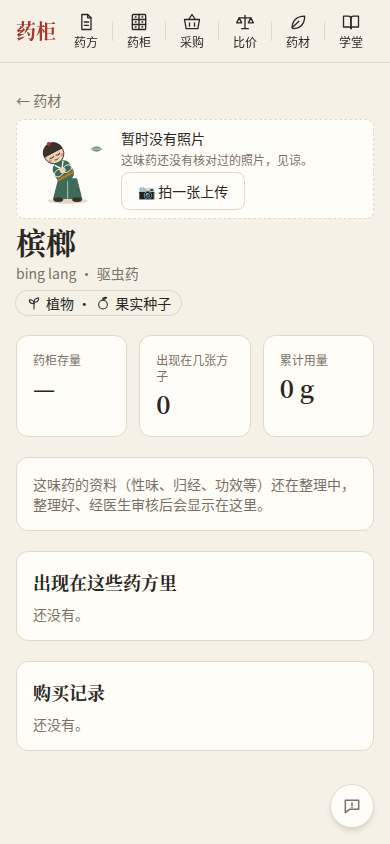 药柜
药方
药柜
采购
比价
药材
学堂
← 药材
暂时没有照片
这味药还没有核对过的照片，见谅。
📷 拍一张上传
槟榔
bing lang · 驱虫药
植物 · 果实种子
药柜存量
—
出现在几张方
子
0
累计用量
0 g
这味药的资料（性味、归经、功效等）还在整理中，
整理好、经医生审核后会显示在这里。
出现在这些药方里
还没有。
购买记录
还没有。